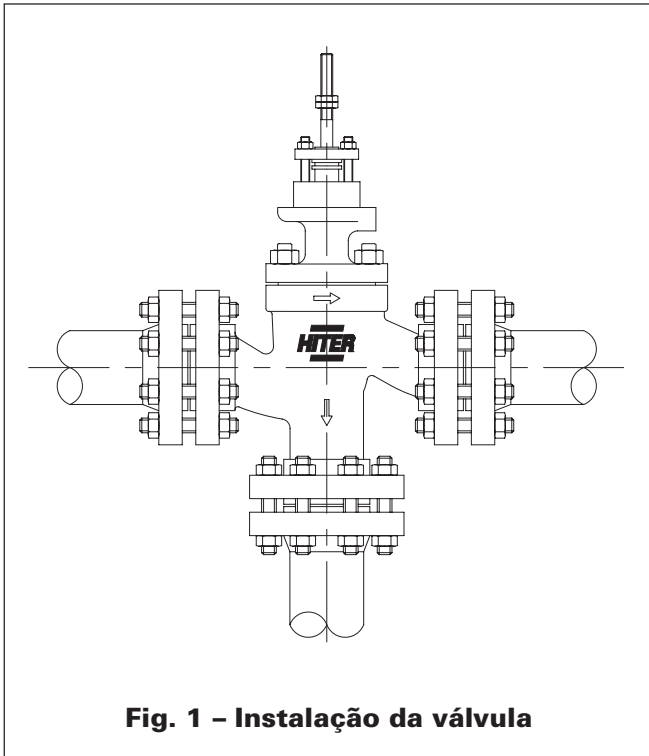 HITER
Fig. 1 – Instalação da válvula